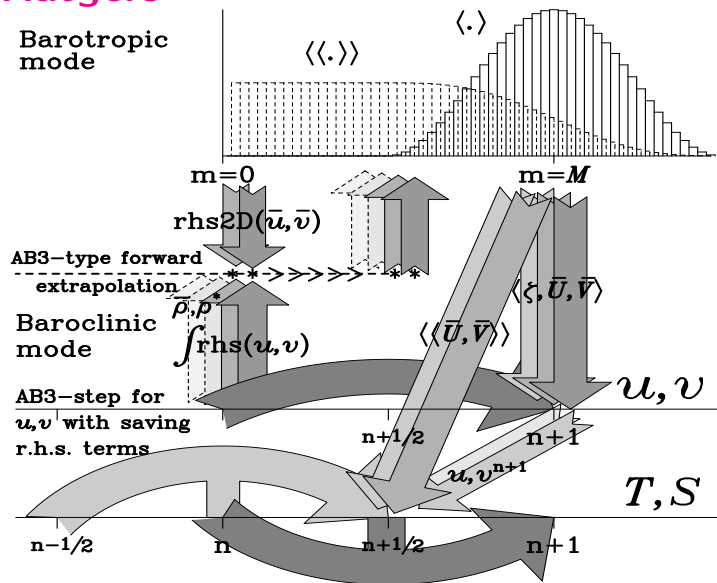 Rutgers
Barotropic
mode
⟨⟨.⟩⟩
⟨.⟩
m=0
m=M
rhs2D(ū,v̄)
AB3-type forward
extrapolation
ρ̄,ρ*
⟨ζ,Ū,V̄⟩
Baroclinic
mode
∫rhs(u,v)
⟨⟨Ū,V̄⟩⟩
AB3-step for
u,v with saving
r.h.s. terms
u,v
n+1/2
n+1
u,vⁿ⁺¹
T,S
n-1/2
n
n+1/2
n+1